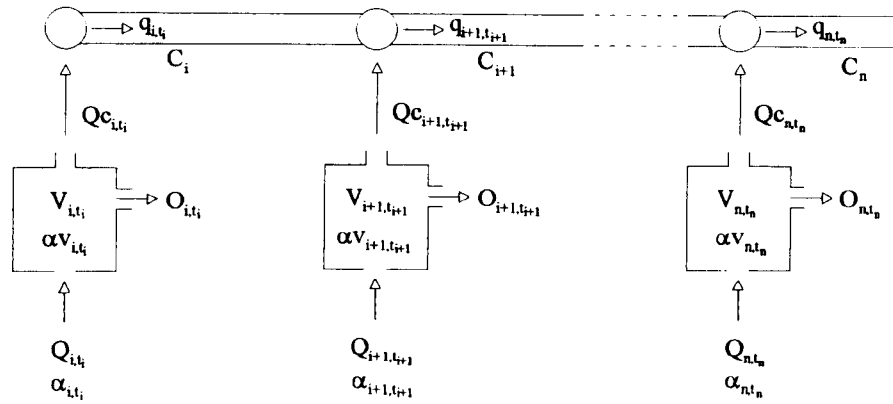 q_{i,t_i} q_{i+1,t_{i+1}} q_{n,t_n}
C_i C_{i+1} C_n
Qc_{i,t_i} Qc_{i+1,t_{i+1}} Qc_{n,t_n}
V_{i,t_i} O_{i,t_i} V_{i+1,t_{i+1}} O_{i+1,t_{i+1}} V_{n,t_n} O_{n,t_n}
αv_{i,t_i} αv_{i+1,t_{i+1}} αv_{n,t_n}
Q_{i,t_i} Q_{i+1,t_{i+1}} Q_{n,t_n}
α_{i,t_i} α_{i+1,t_{i+1}} α_{n,t_n}